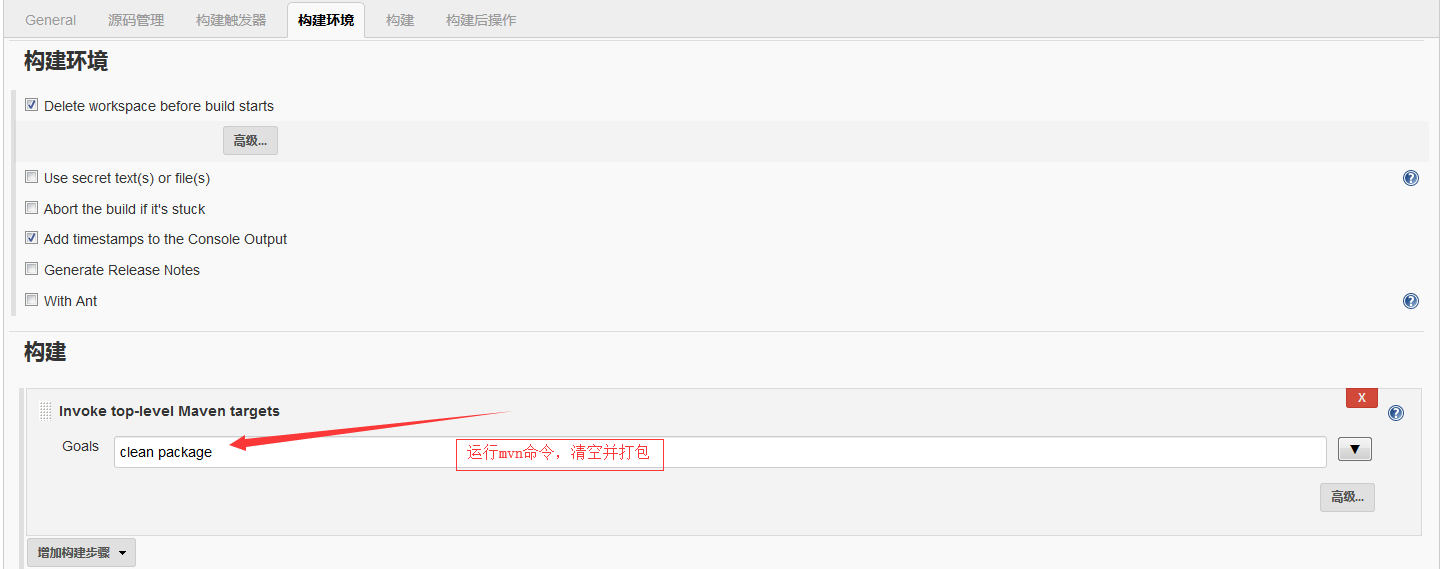 General 源码管理 构建触发器 构建环境 构建 构建后操作
构建环境
Delete workspace before build starts
高级...
Use secret text(s) or file(s)
Abort the build if it's stuck
Add timestamps to the Console Output
Generate Release Notes
With Ant
构建
X
Invoke top-level Maven targets
Goals clean package
运行mvn命令，清空并打包
高级...
增加构建步骤